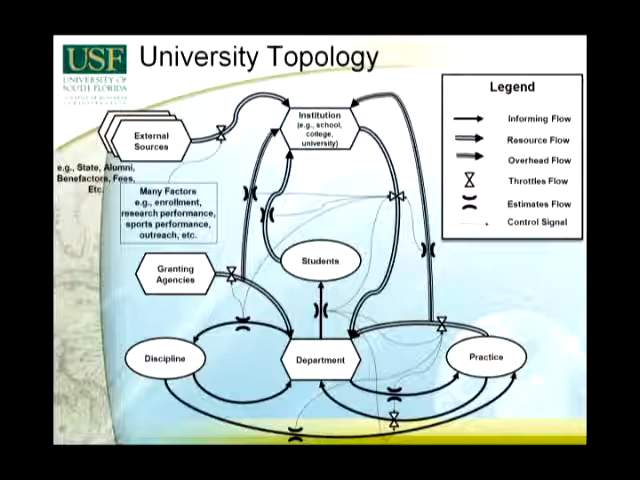 USF
UNIVERSITY OF
SOUTH FLORIDA
University Topology
Legend
Informing Flow
Resource Flow
Overhead Flow
Throttles Flow
Estimates Flow
Control Signal
External
Sources
e.g., State, Alumni,
Benefactors, Fees,
Etc.
Institution
(e.g., school,
college,
university)
Many Factors
e.g., enrollment,
research performance,
sports performance,
outreach, etc.
Granting
Agencies
Students
Discipline
Department
Practice